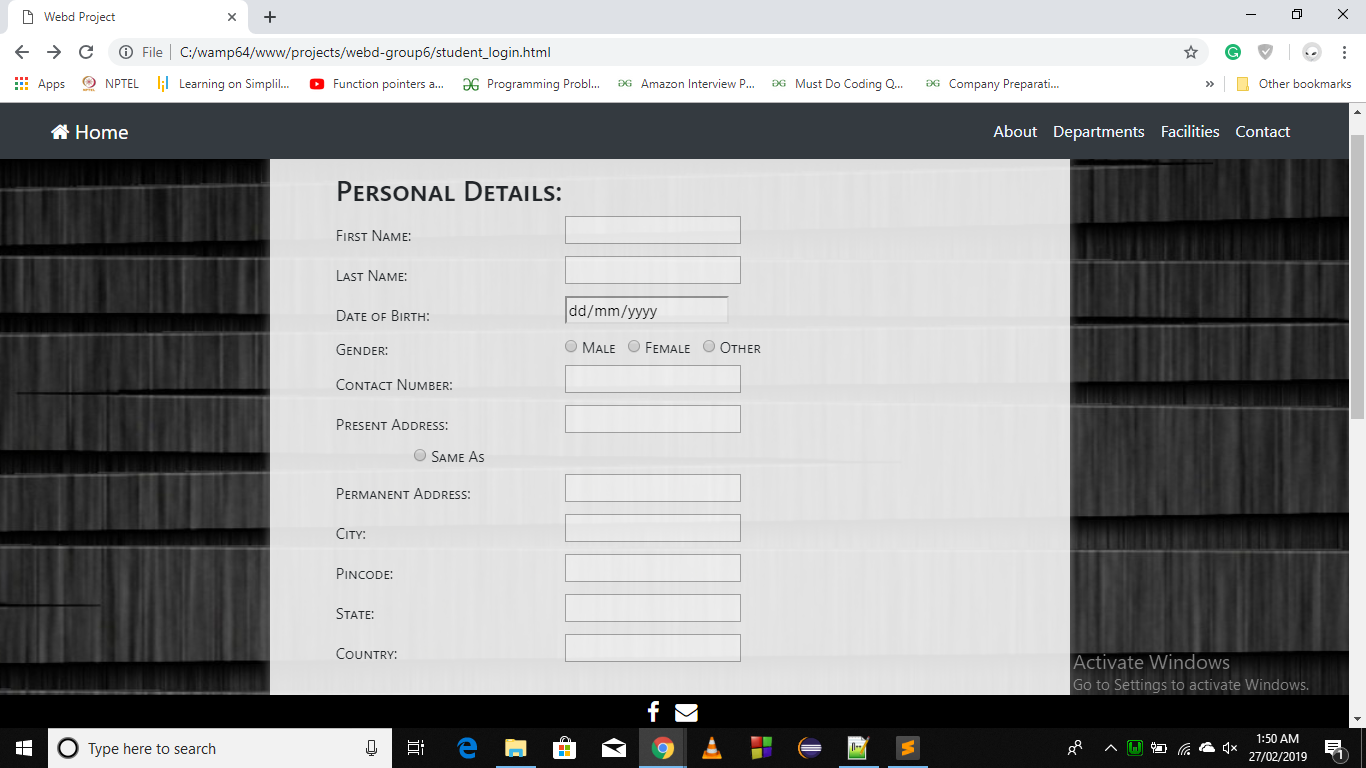 Webd Project
File C:/wamp64/www/projects/webd-group6/student_login.html
Apps NPTEL Learning on Simplil... Function pointers a... Programming Probl... Amazon Interview P... Must Do Coding Q... Company Preparati... » Other bookmarks
Home About Departments Facilities Contact
Personal Details:
First Name:
Last Name:
Date of Birth: dd/mm/yyyy
Gender: Male Female Other
Contact Number:
Present Address:
Same As
Permanent Address:
City:
Pincode:
State:
Country:
Activate Windows
Go to Settings to activate Windows.
Type here to search
1:50 AM
27/02/2019
1